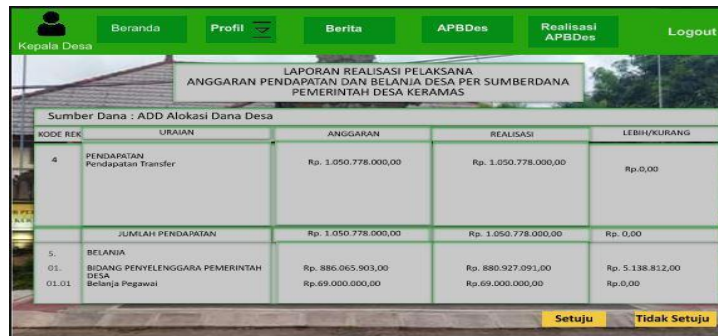 Beranda Profil Berita APBDes Realisasi APBDes Logout
Kepala Desa
LAPORAN REALISASI PELAKSANA
ANGGARAN PENDAPATAN DAN BELANJA DESA PER SUMBERDANA
PEMERINTAH DESA KERAMAS
Sumber Dana : ADD Alokasi Dana Desa
KODE REK URAIAN ANGGARAN REALISASI LEBIH/KURANG
4 PENDAPATAN
Pendapatan Transfer Rp. 1.050.778.000,00 Rp. 1.050.778.000,00 Rp.0,00
JUMLAH PENDAPATAN Rp. 1.050.778.000,00 Rp. 1.050.778.000,00 Rp. 0,00
5. BELANJA
01. BIDANG PENYELENGGARA PEMERINTAH DESA Rp. 886.065.903,00 Rp. 880.927.091,00 Rp. 5.138.812,00
01.01 Belanja Pegawai Rp.69.000.000,00 Rp.69.000.000,00 Rp.0,00
Setuju Tidak Setuju